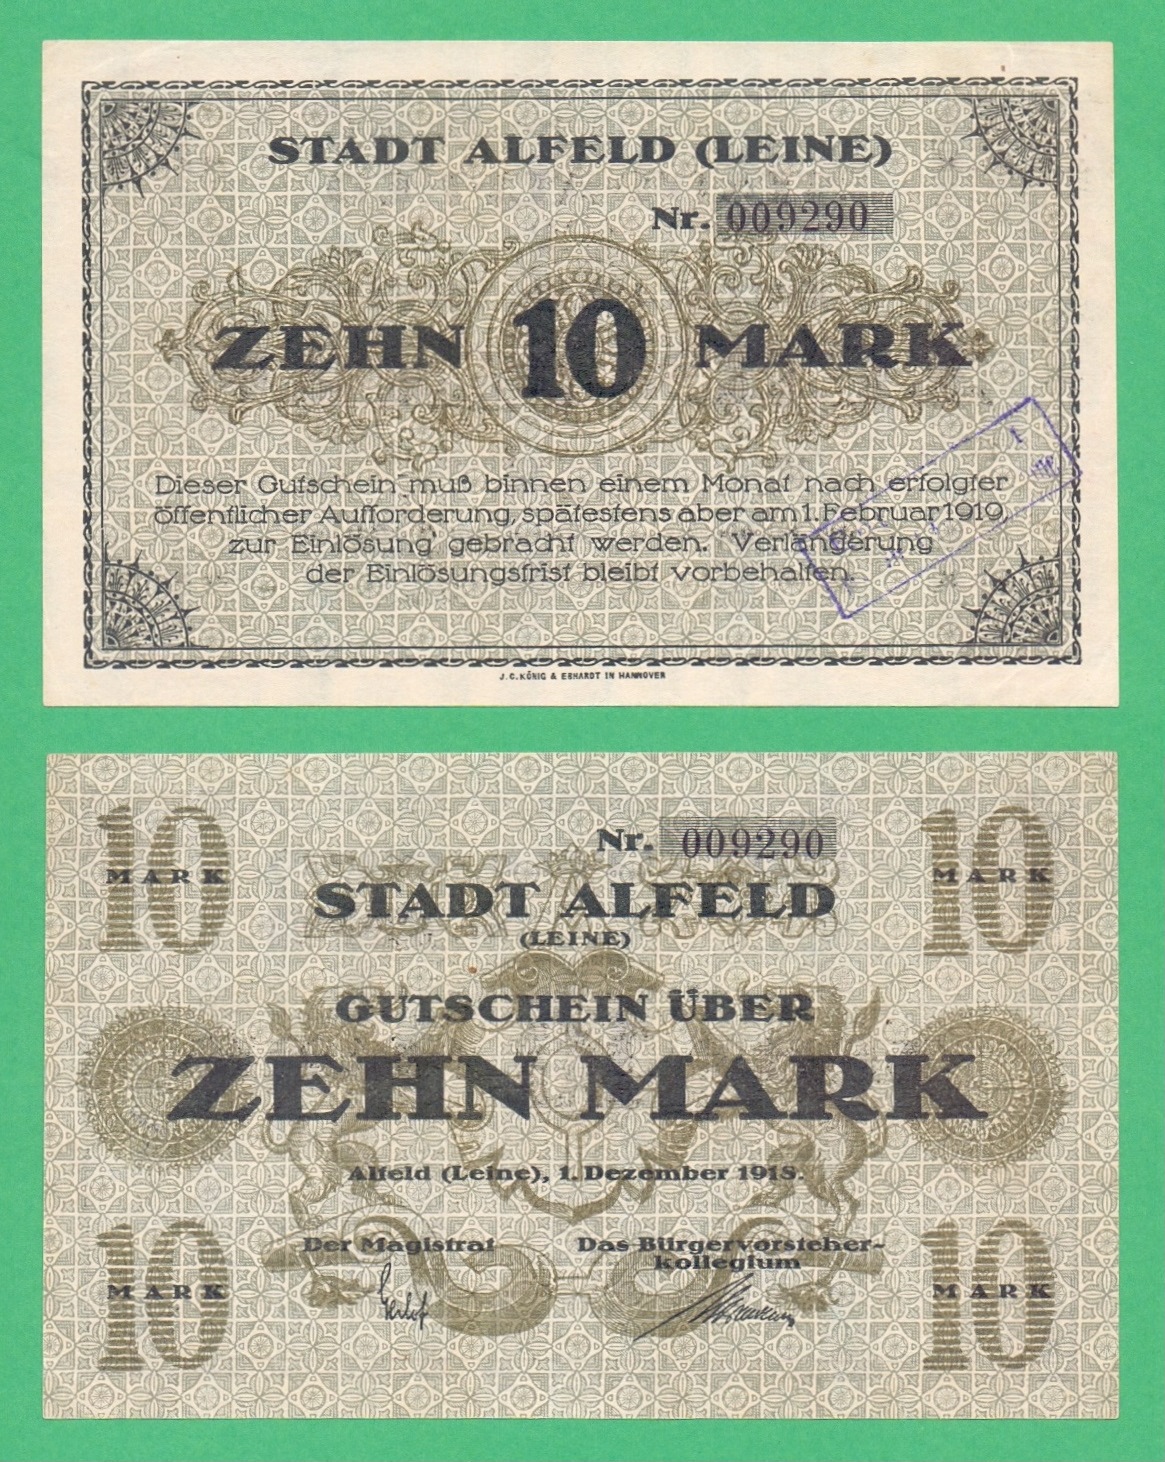 STADT ALFELD (LEINE)
Nr. 009290
ZEHN 10 MARK
Dieser Gutschein muß binnen einem Monat nach erfolgter
öffentlicher Aufforderung, spätestens aber am 1. Februar 1919,
zur Einlösung gebracht werden. Verlängerung
der Einlösungsfrist bleibt vorbehalten.
J. C. KÖNIG & EBHARDT IN HANNOVER
10 MARK
10 MARK
Nr. 009290
STADT ALFELD
(LEINE)
GUTSCHEIN ÜBER
ZEHN MARK
Alfeld (Leine), 1. Dezember 1918.
Der Magistrat
Das Bürgervorsteher-
kollegium
10 MARK
10 MARK